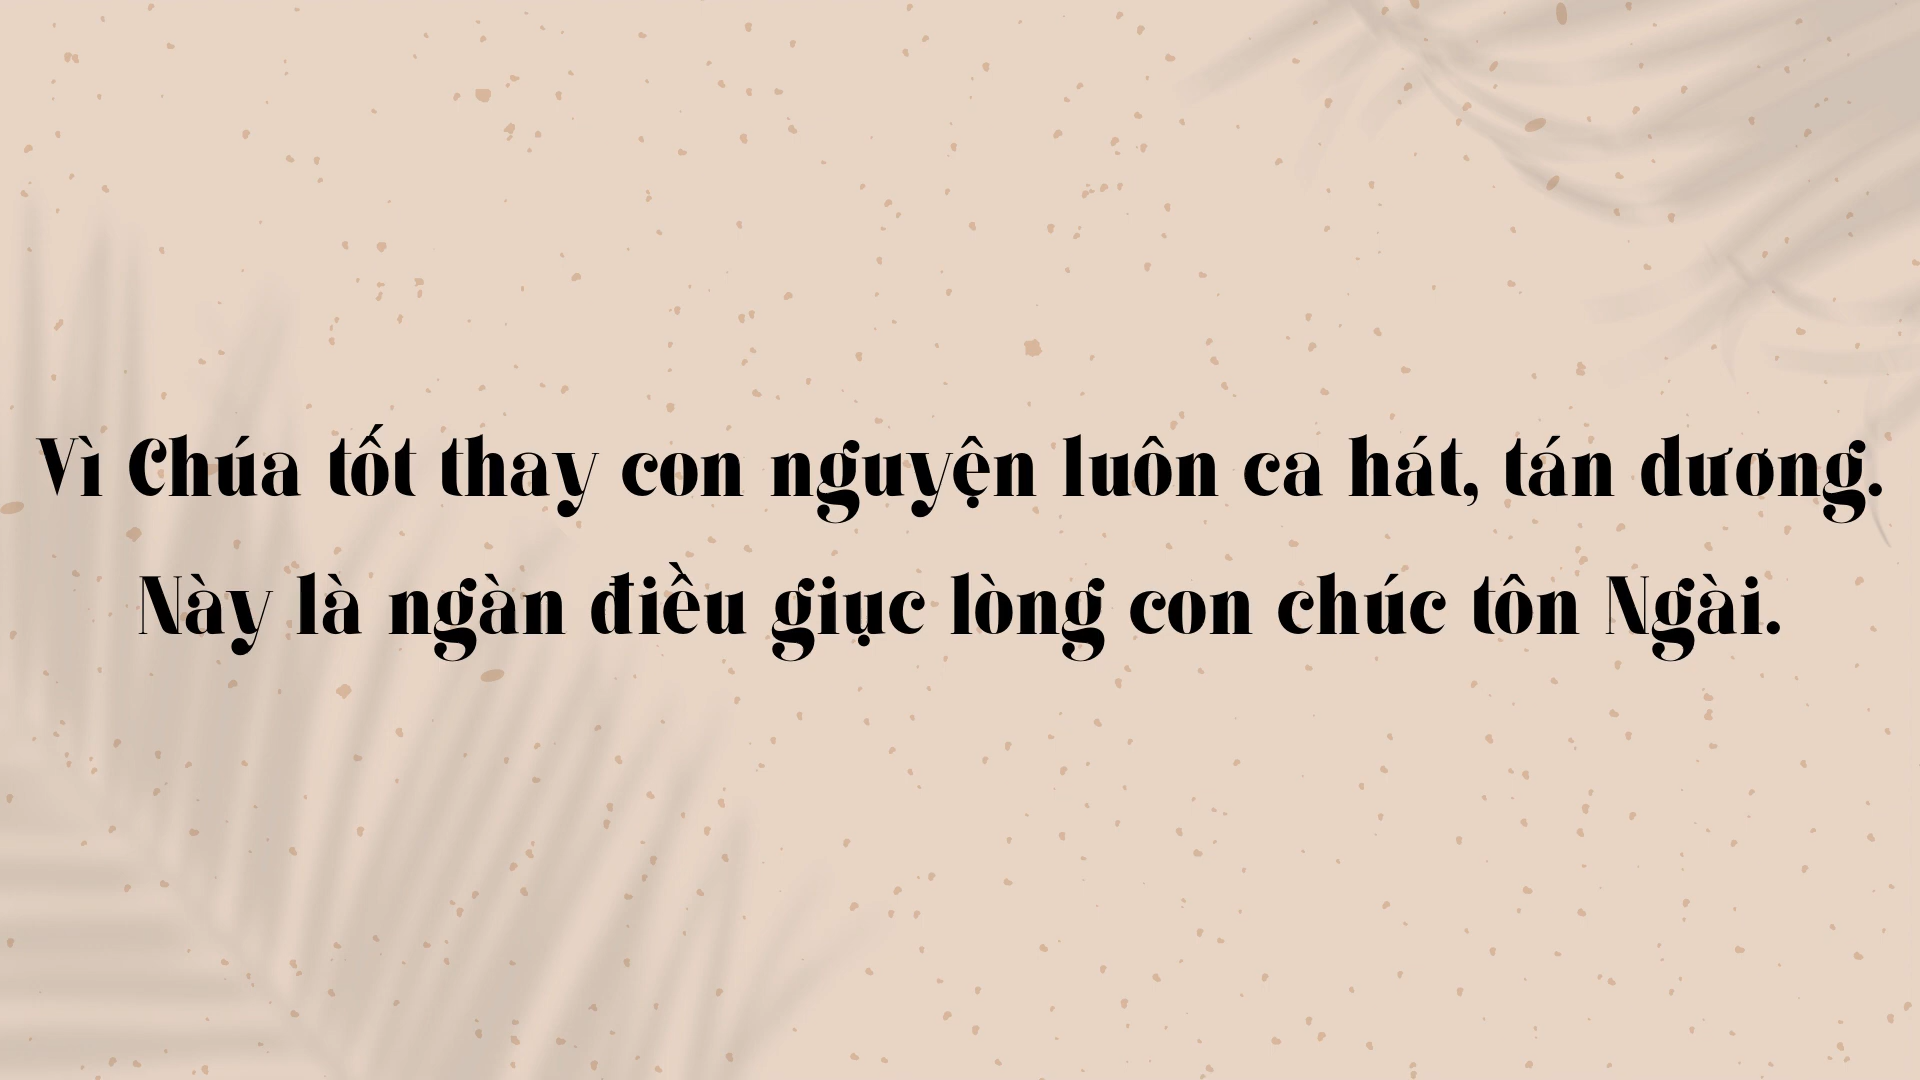 Vì Chúa tốt thay con nguyện luôn ca hát, tán dương.
Này là ngàn điều giục lòng con chúc tôn Ngài.